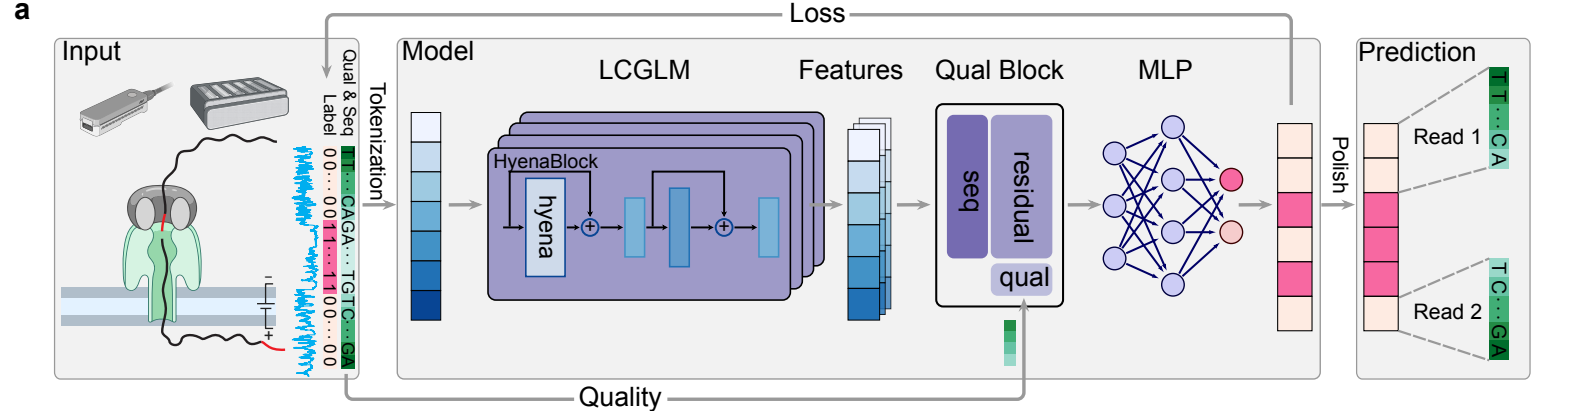 a
Loss
Input
Qual & Seq
Label
TT···CAGA···TGTC···GA
00···0011··1100···00
−
+
Tokenization
Model
LCGLM
HyenaBlock
hyena
+
+
Features
Qual Block
seq
residual
qual
MLP
Quality
Polish
Prediction
Read 1
TT··CA
Read 2
TC··GA